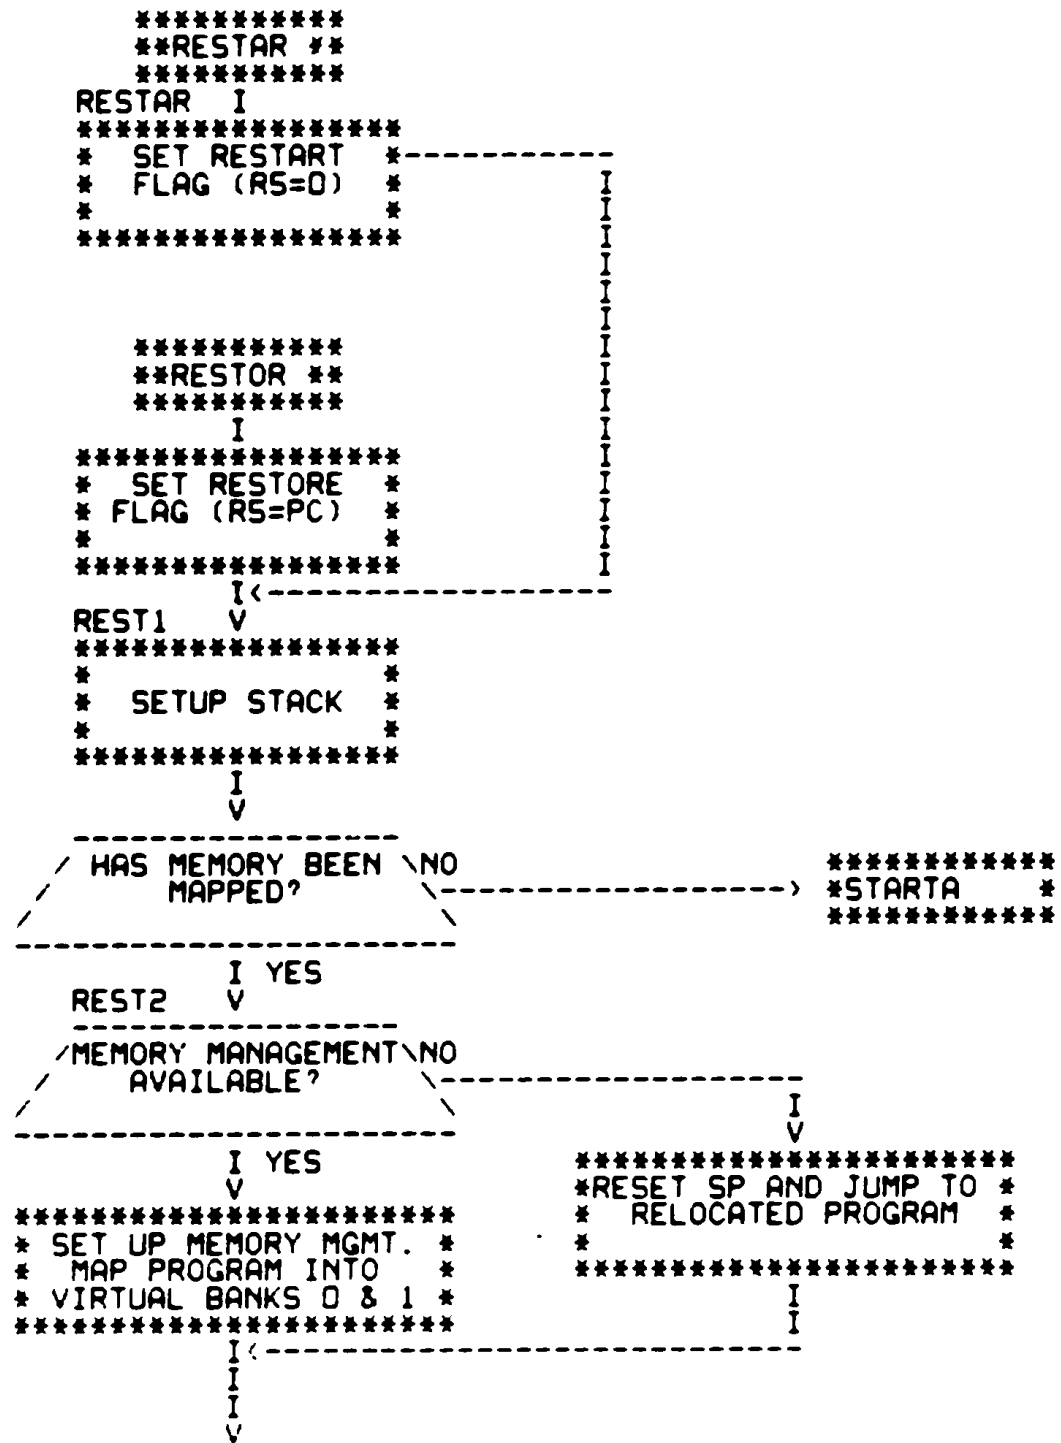 ***********
**RESTAR **
***********
RESTAR I
*****************
* SET RESTART *----------- 
* FLAG (R5=0) * I
* * I
***************** I
I
I
I
*********** I
**RESTOR ** I
*********** I
I I
***************** I
* SET RESTORE * I
* FLAG (R5=PC) * I
* * I
***************** I
I<------------------
REST1 V
*****************
* *
* SETUP STACK *
* *
*****************
I
V
-----------------
/ HAS MEMORY BEEN \NO ************
/ MAPPED? \------------------> *STARTA *
/ \ ************
-----------------------
I YES
REST2 V
-----------------
/MEMORY MANAGEMENT\NO
/ AVAILABLE? \-------------------
/ \ I
----------------------- V
I YES ***********************
V *RESET SP AND JUMP TO *
*********************** * RELOCATED PROGRAM *
* SET UP MEMORY MGMT. * * *
* MAP PROGRAM INTO * ***********************
* VIRTUAL BANKS 0 & 1 * I
*********************** I
I<----------------------------
I
I
V